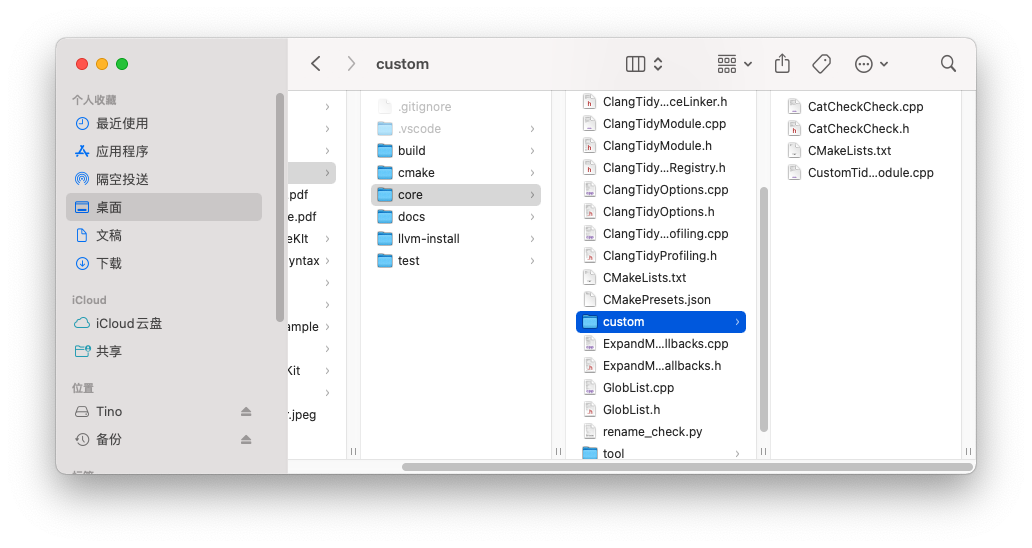 custom
个人收藏
最近使用
应用程序
隔空投送
桌面
文稿
下载
iCloud
iCloud云盘
共享
位置
Tino
备份
标签
.pdf
e.pdf
eKIt
yntax
ample
Kit
r.jpeg
.gitignore
.vscode
build
cmake
core
docs
llvm-install
test
ClangTidy...ceLinker.h
ClangTidyModule.cpp
ClangTidyModule.h
ClangTidy...Registry.h
ClangTidyOptions.cpp
ClangTidyOptions.h
ClangTidy...ofiling.cpp
ClangTidyProfiling.h
CMakeLists.txt
CMakePresets.json
custom
ExpandM...llbacks.cpp
ExpandM...allbacks.h
GlobList.cpp
GlobList.h
rename_check.py
tool
CatCheckCheck.cpp
CatCheckCheck.h
CMakeLists.txt
CustomTid...odule.cpp